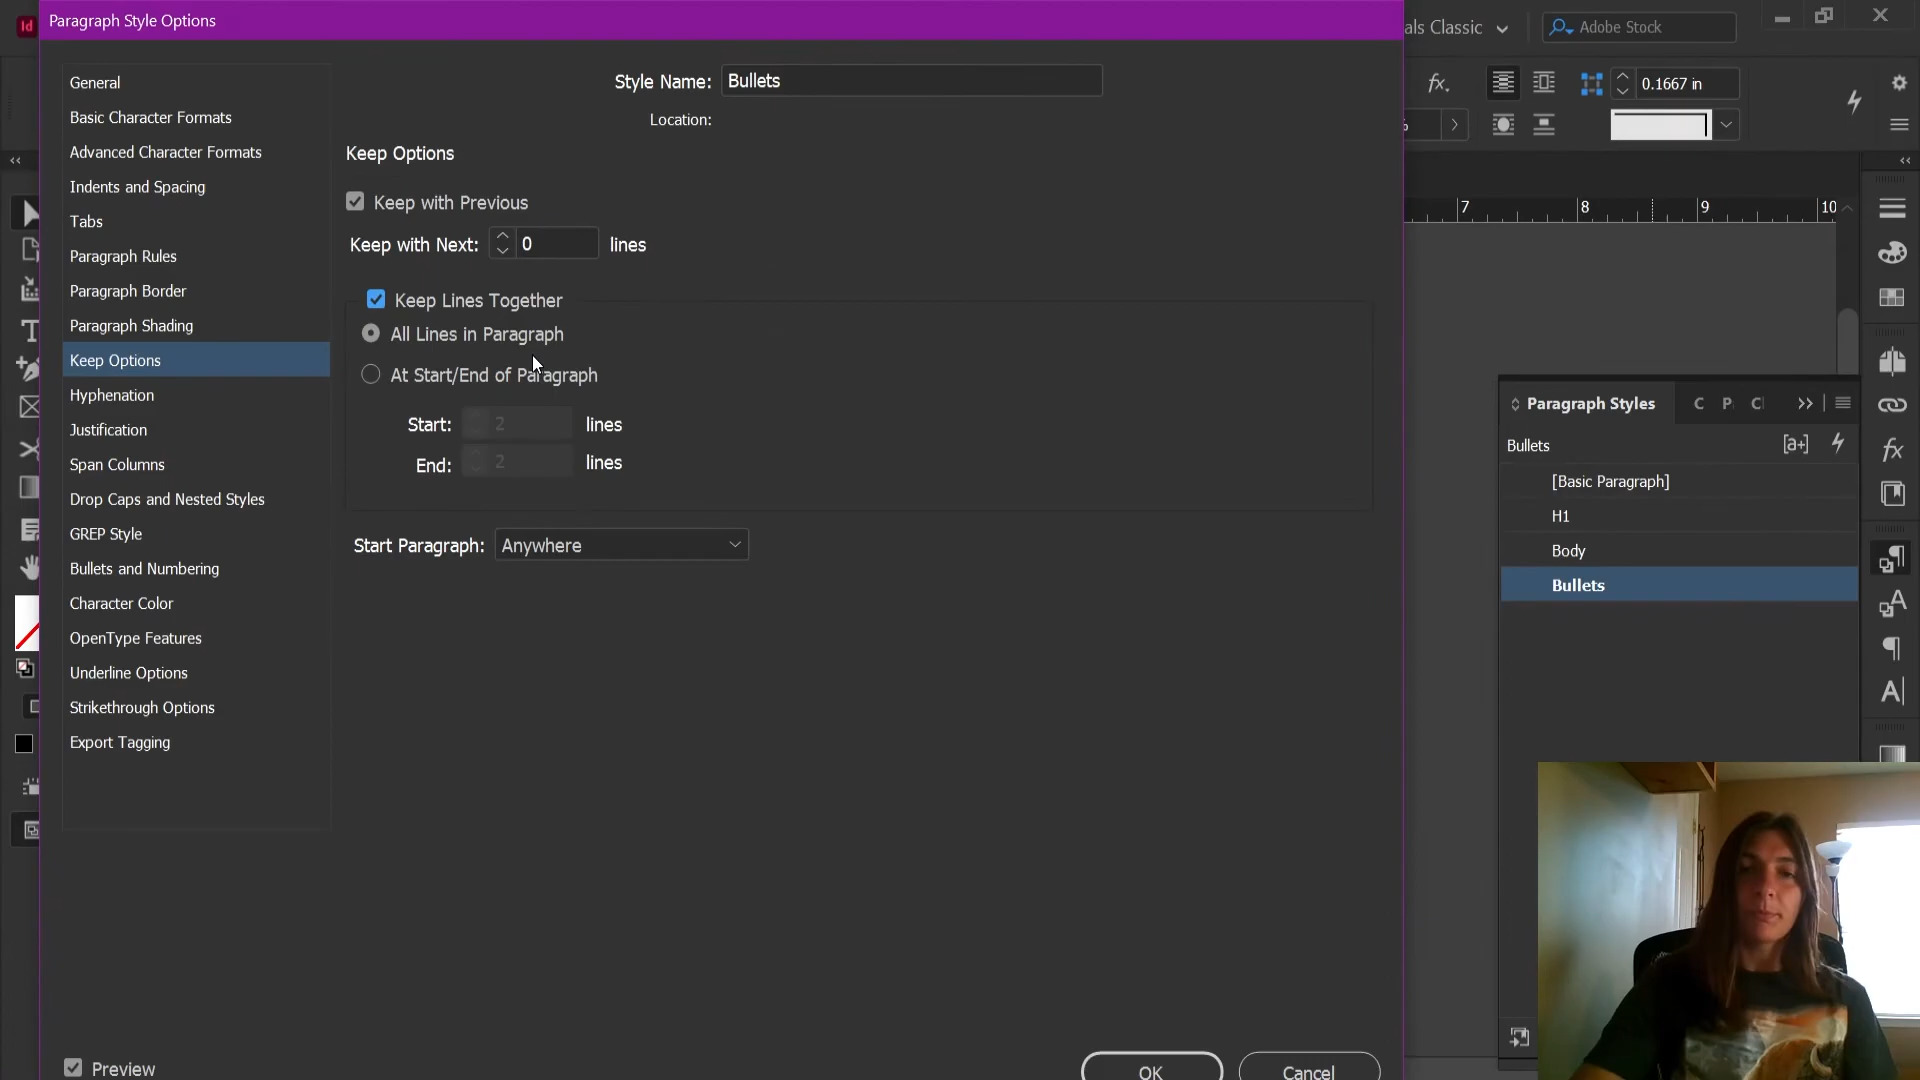 Id
Paragraph Style Options
als Classic
Adobe Stock
General
Basic Character Formats
Advanced Character Formats
Indents and Spacing
Tabs
Paragraph Rules
Paragraph Border
Paragraph Shading
Keep Options
Hyphenation
Justification
Span Columns
Drop Caps and Nested Styles
GREP Style
Bullets and Numbering
Character Color
OpenType Features
Underline Options
Strikethrough Options
Export Tagging
Style Name: Bullets
Location:
Keep Options
Keep with Previous
Keep with Next: 0 lines
Keep Lines Together
All Lines in Paragraph
At Start/End of Paragraph
Start: 2 lines
End: 2 lines
Start Paragraph: Anywhere
Preview
OK
Cancel
fx.
0.1667 in
%
7 8 9 10
Paragraph Styles C P Cl
Bullets [a+]
[Basic Paragraph]
H1
Body
Bullets